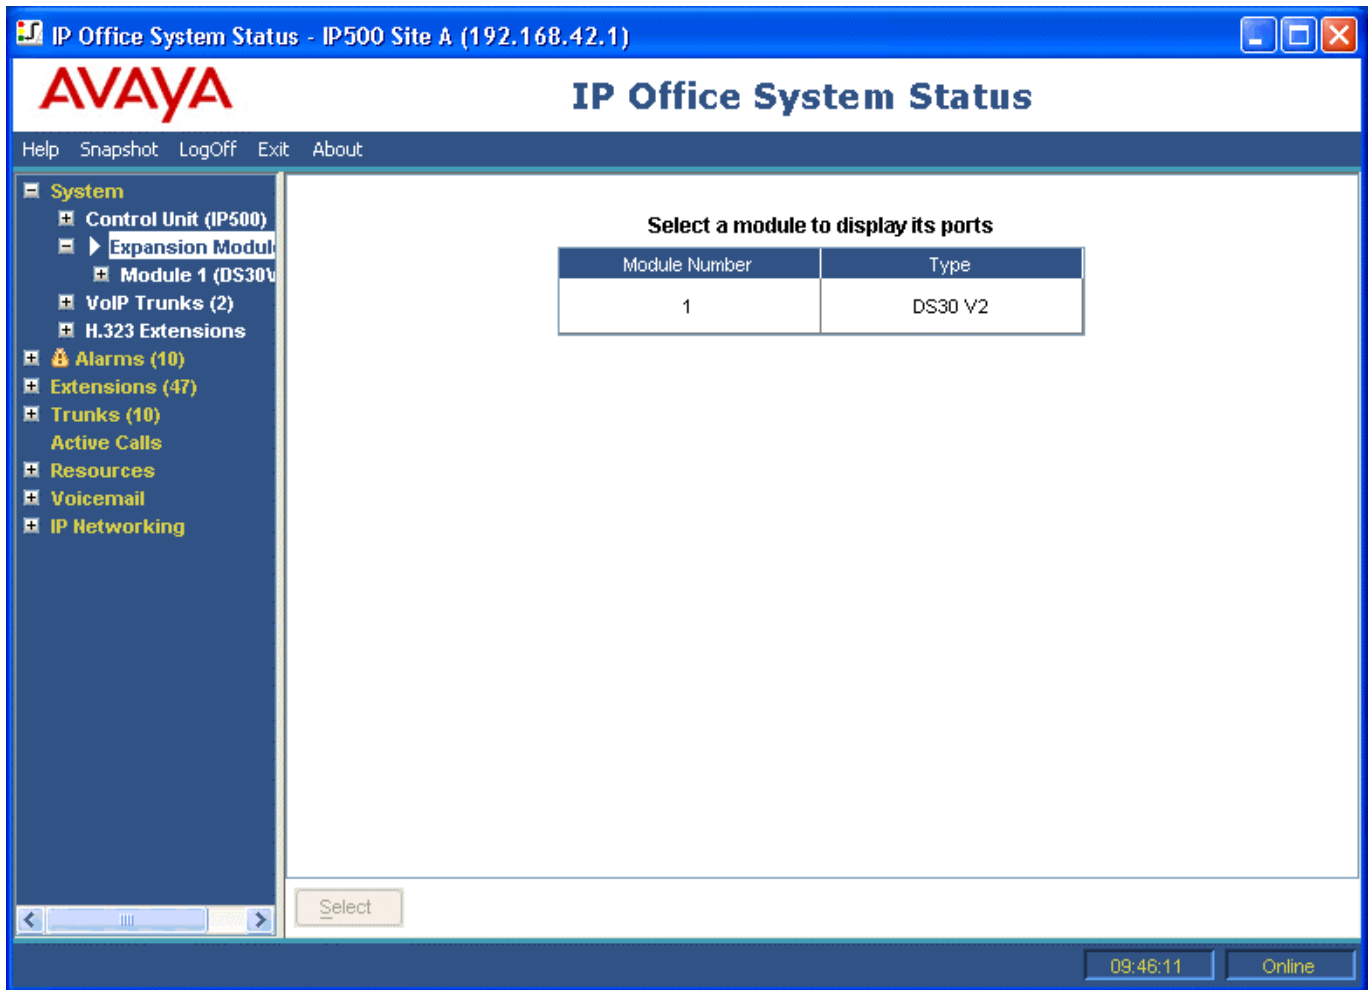 IP Office System Status - IP500 Site A (192.168.42.1)
AVAYA
IP Office System Status
Help Snapshot LogOff Exit About
System
Control Unit (IP500)
Expansion Modul
Module 1 (DS30V
VoIP Trunks (2)
H.323 Extensions
Alarms (10)
Extensions (47)
Trunks (10)
Active Calls
Resources
Voicemail
IP Networking
Select a module to display its ports
Module Number Type
1 DS30 V2
Select
09:46:11 Online